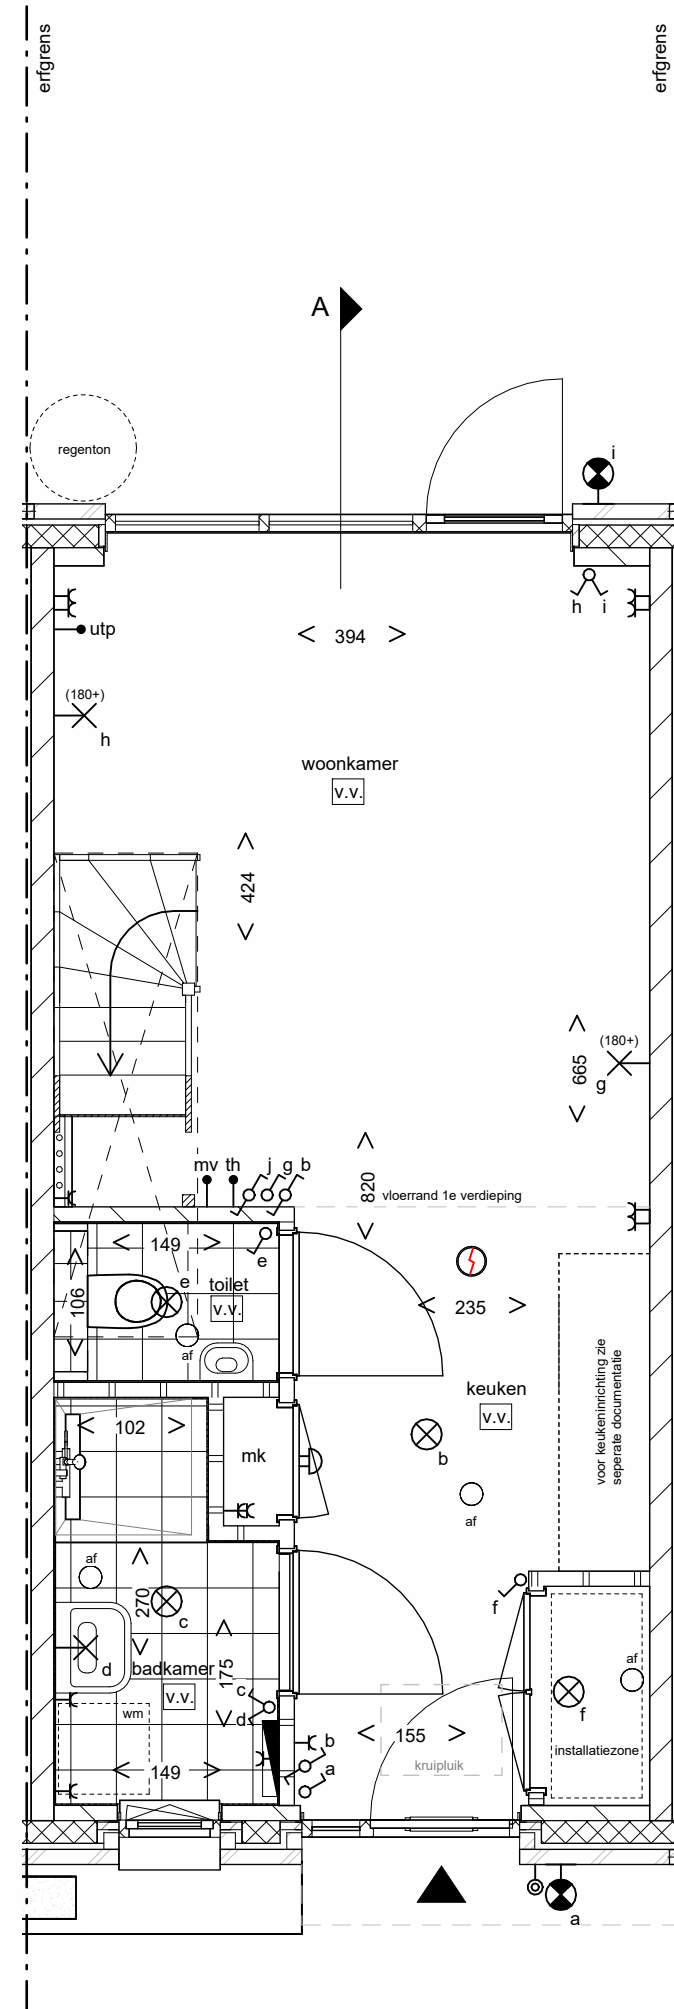 erfgrens
erfgrens
A
regenton
i
h i
utp
394
(180+)
h
woonkamer
v.v.
424
(180+)
665
g
820
mv th j g b
vloerrand 1e verdieping
149
e
e
toilet
v.v.
106
af
235
keuken
v.v.
voor keukeninrichting zie
seperate documentatie
102
mk
b
af
af
270
c
f
d
badkamer
v.v.
175
c
d
wm
af
f
installatiezone
149
b
a
155
kruipluik
a